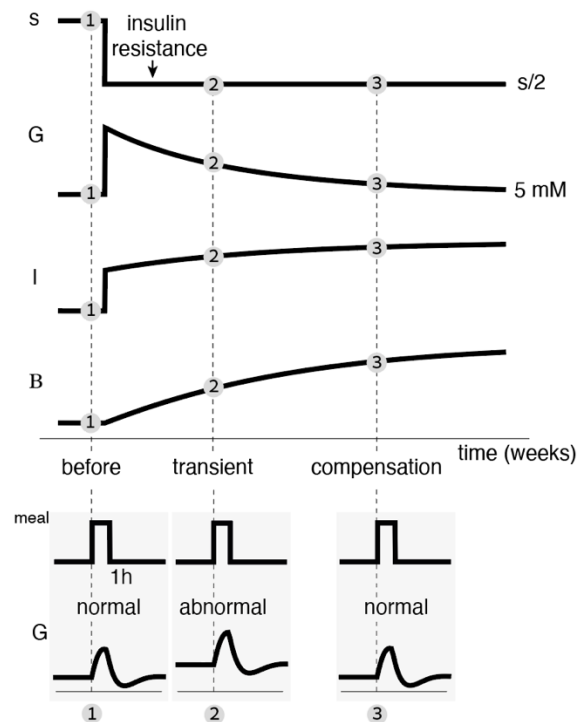 s
1
insulin
resistance
2
3
s/2
G
1
2
3
5 mM
I
1
2
3
B
1
2
3
time (weeks)
before
transient
compensation
meal
1h
normal
abnormal
normal
G
1
2
3